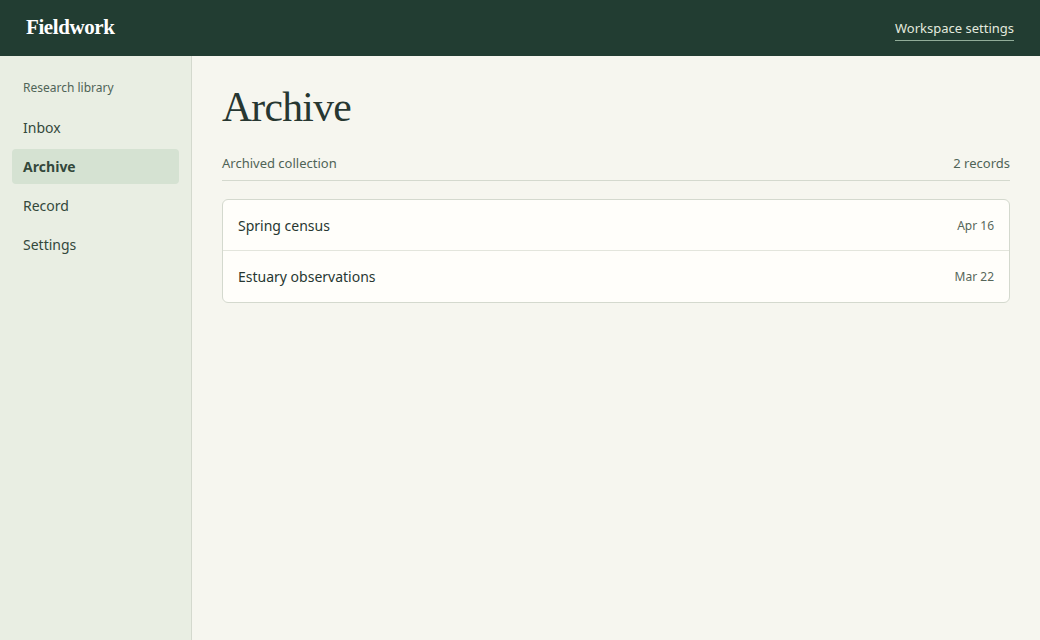 Fieldwork
Workspace settings
Research library
Inbox
Archive
Record
Settings
Archive
Archived collection
2 records
Spring census
Apr 16
Estuary observations
Mar 22